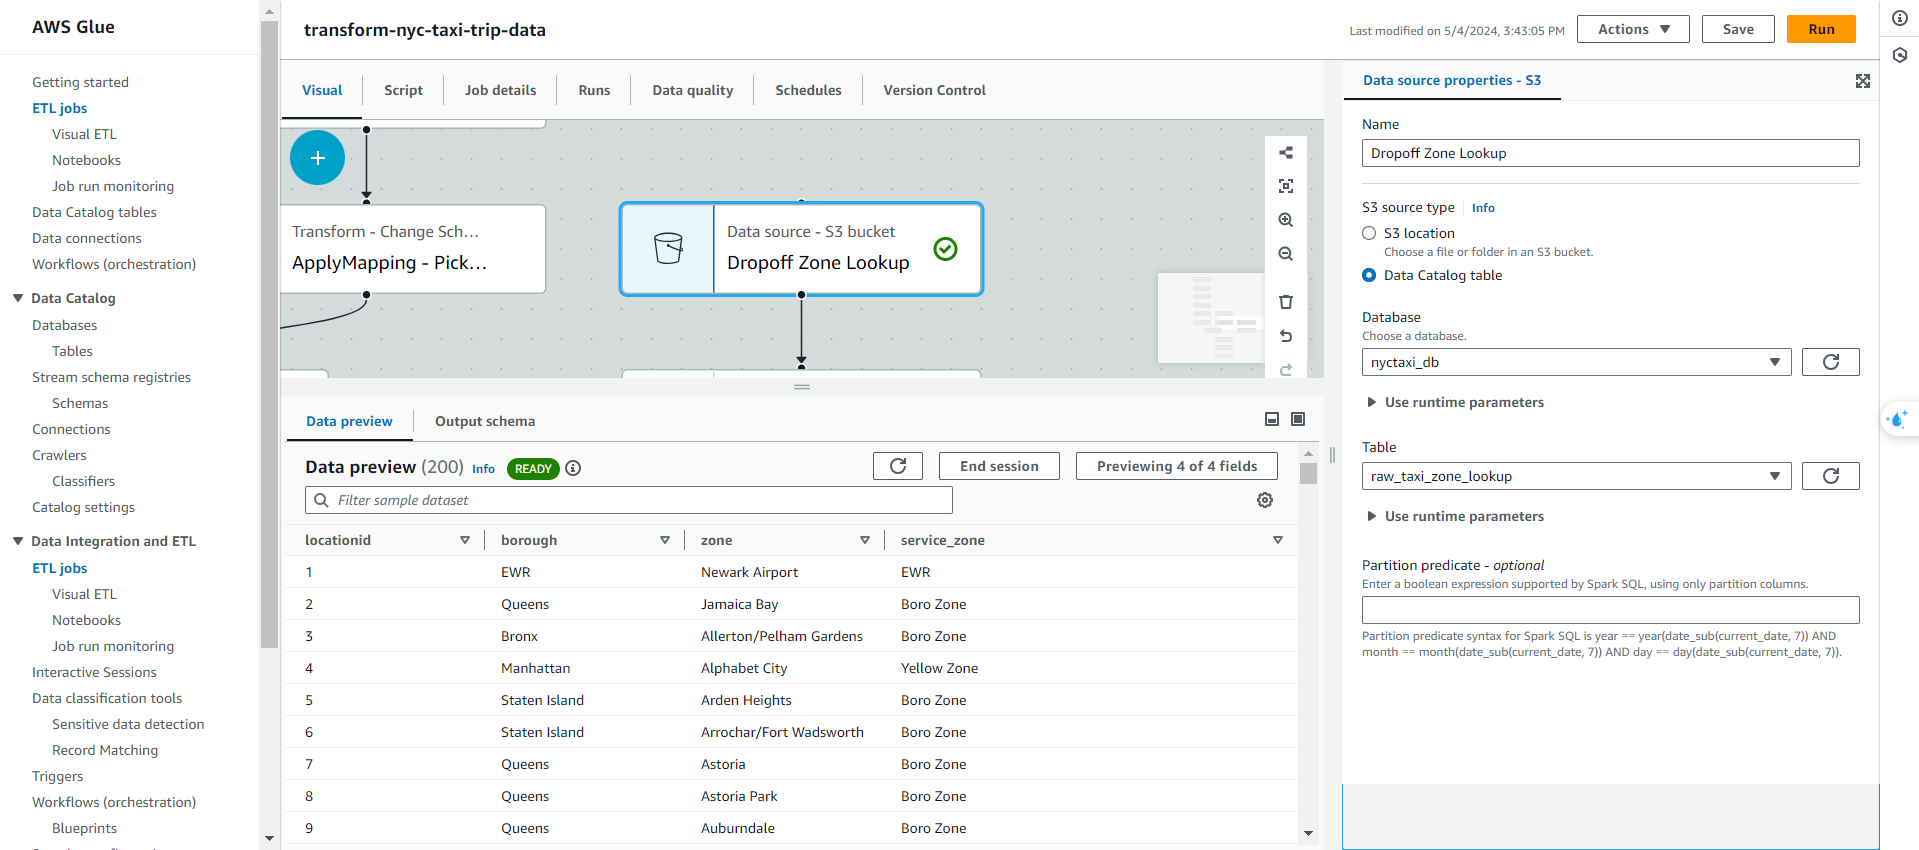 AWS Glue
Getting started
ETL jobs
Visual ETL
Notebooks
Job run monitoring
Data Catalog tables
Data connections
Workflows (orchestration)
Data Catalog
Databases
Tables
Stream schema registries
Schemas
Connections
Crawlers
Classifiers
Catalog settings
Data Integration and ETL
ETL jobs
Visual ETL
Notebooks
Job run monitoring
Interactive Sessions
Data classification tools
Sensitive data detection
Record Matching
Triggers
Workflows (orchestration)
Blueprints
transform-nyc-taxi-trip-data
Last modified on 5/4/2024, 3:43:05 PM
Actions
Save
Run
Visual
Script
Job details
Runs
Data quality
Schedules
Version Control
Transform - Change Sch...
ApplyMapping - Pick...
Data source - S3 bucket
Dropoff Zone Lookup
Data preview
Output schema
Data preview (200) Info READY
End session
Previewing 4 of 4 fields
Filter sample dataset
locationid borough zone service_zone
1 EWR Newark Airport EWR
2 Queens Jamaica Bay Boro Zone
3 Bronx Allerton/Pelham Gardens Boro Zone
4 Manhattan Alphabet City Yellow Zone
5 Staten Island Arden Heights Boro Zone
6 Staten Island Arrochar/Fort Wadsworth Boro Zone
7 Queens Astoria Boro Zone
8 Queens Astoria Park Boro Zone
9 Queens Auburndale Boro Zone
Data source properties - S3
Name
Dropoff Zone Lookup
S3 source type Info
S3 location
Choose a file or folder in an S3 bucket.
Data Catalog table
Database
Choose a database.
nyctaxi_db
Use runtime parameters
Table
raw_taxi_zone_lookup
Use runtime parameters
Partition predicate - optional
Enter a boolean expression supported by Spark SQL, using only partition columns.
Partition predicate syntax for Spark SQL is year == year(date_sub(current_date, 7)) AND
month == month(date_sub(current_date, 7)) AND day == day(date_sub(current_date, 7)).